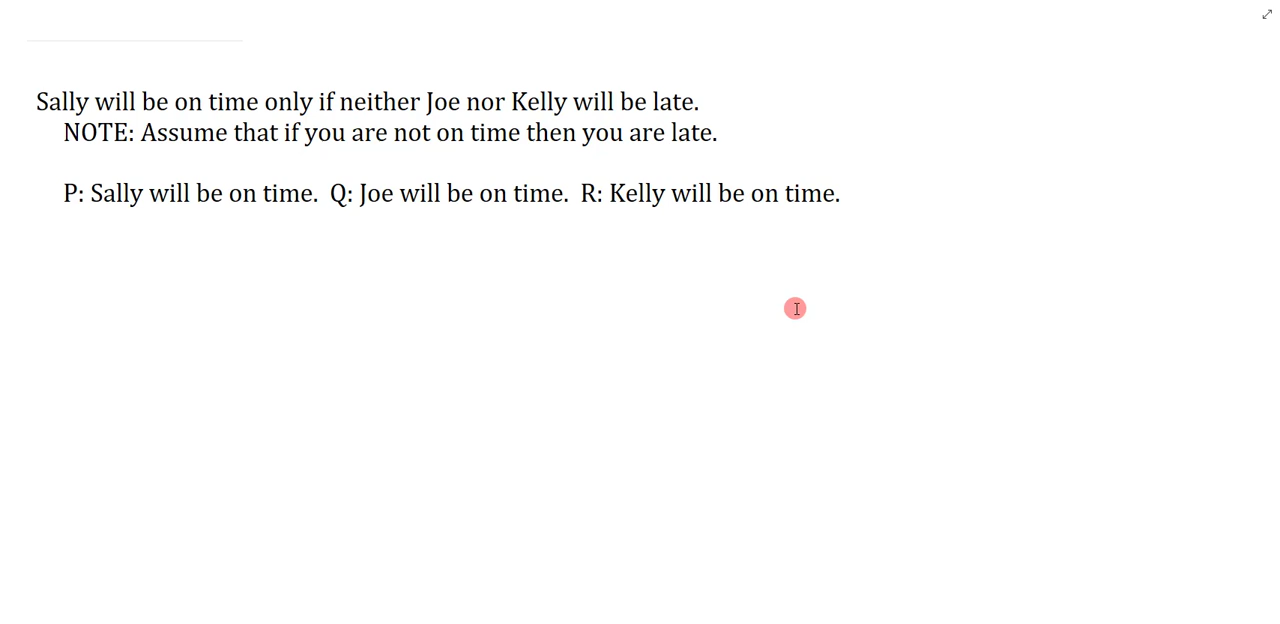 Sally will be on time only if neither Joe nor Kelly will be late.
NOTE: Assume that if you are not on time then you are late.
P: Sally will be on time. Q: Joe will be on time. R: Kelly will be on time.